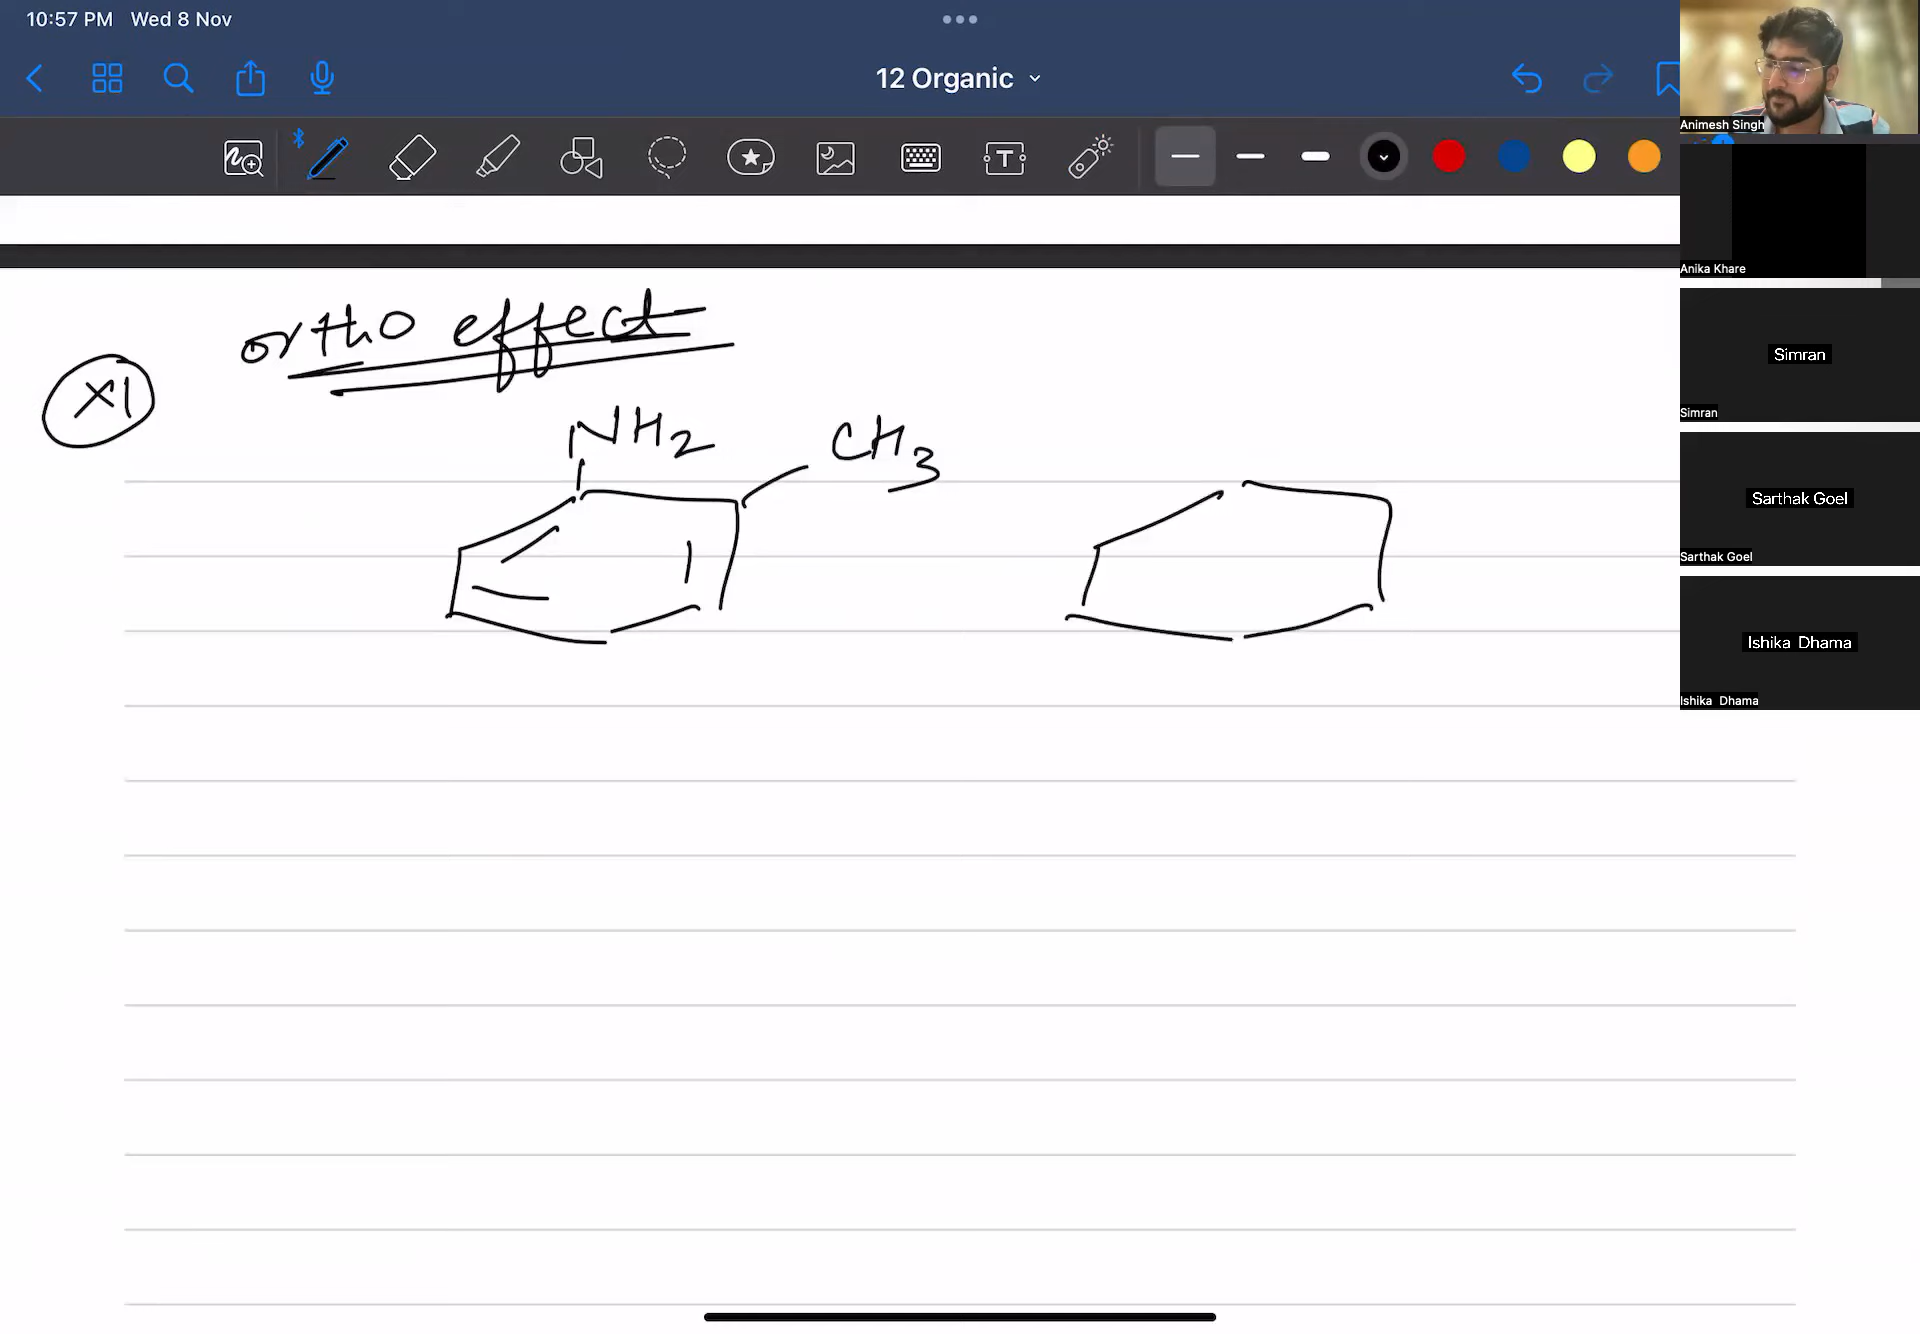 10:57 PM Wed 8 Nov
12 Organic
T
Animesh Singh
Anika Khare
Simran
Simran
Sarthak Goel
Sarthak Goel
Ishika Dhama
Ishika Dhama
ortho effect
XI
NH2
CH3